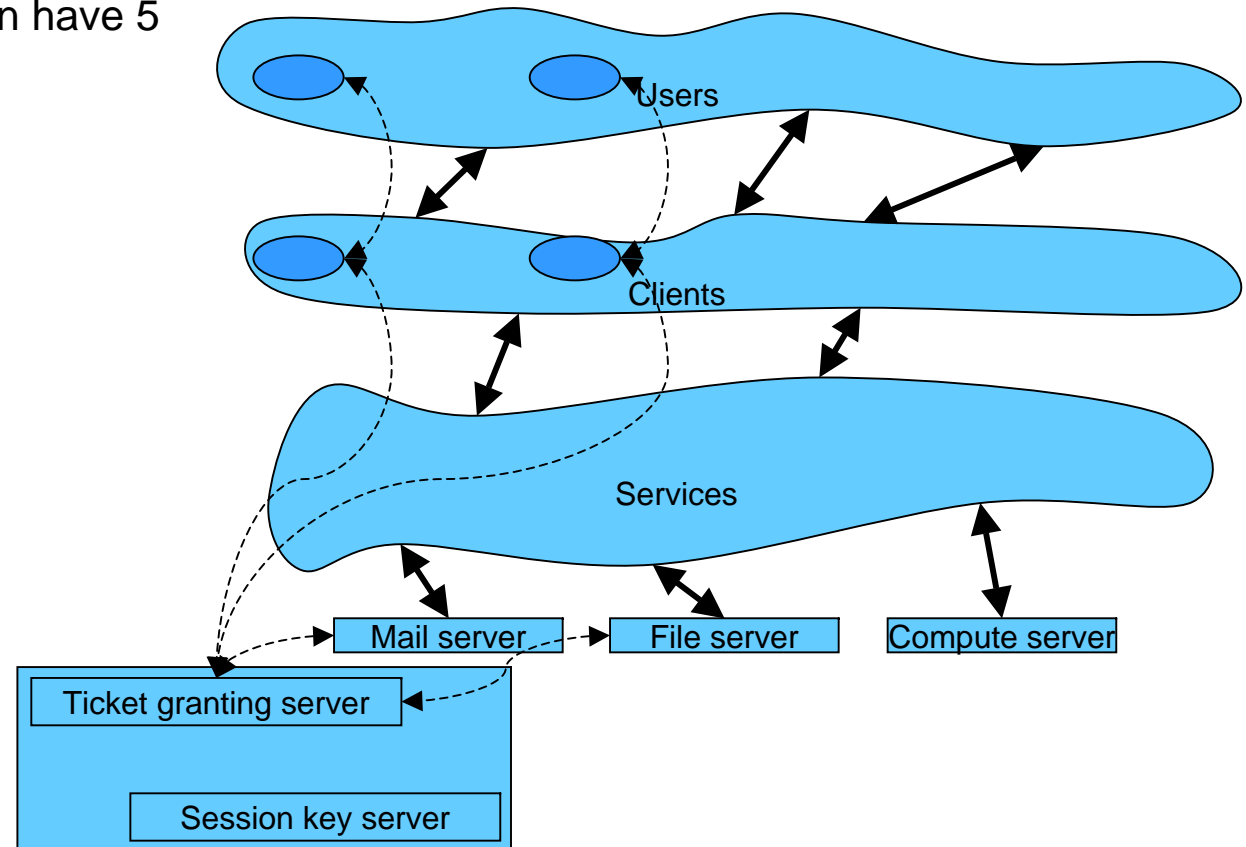 n have 5
Users
Clients
Services
Mail server
File server
Compute server
Ticket granting server
Session key server